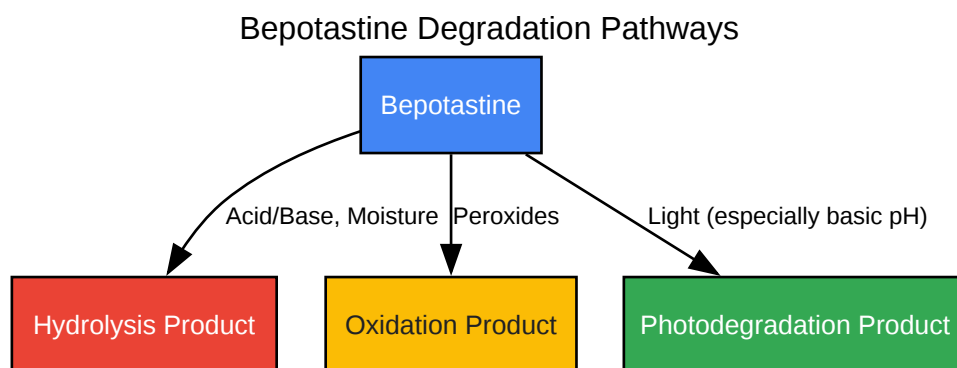 Bepotastine Degradation Pathways
Bepotastine
Acid/Base, Moisture
Peroxides
Light (especially basic pH)
Hydrolysis Product
Oxidation Product
Photodegradation Product